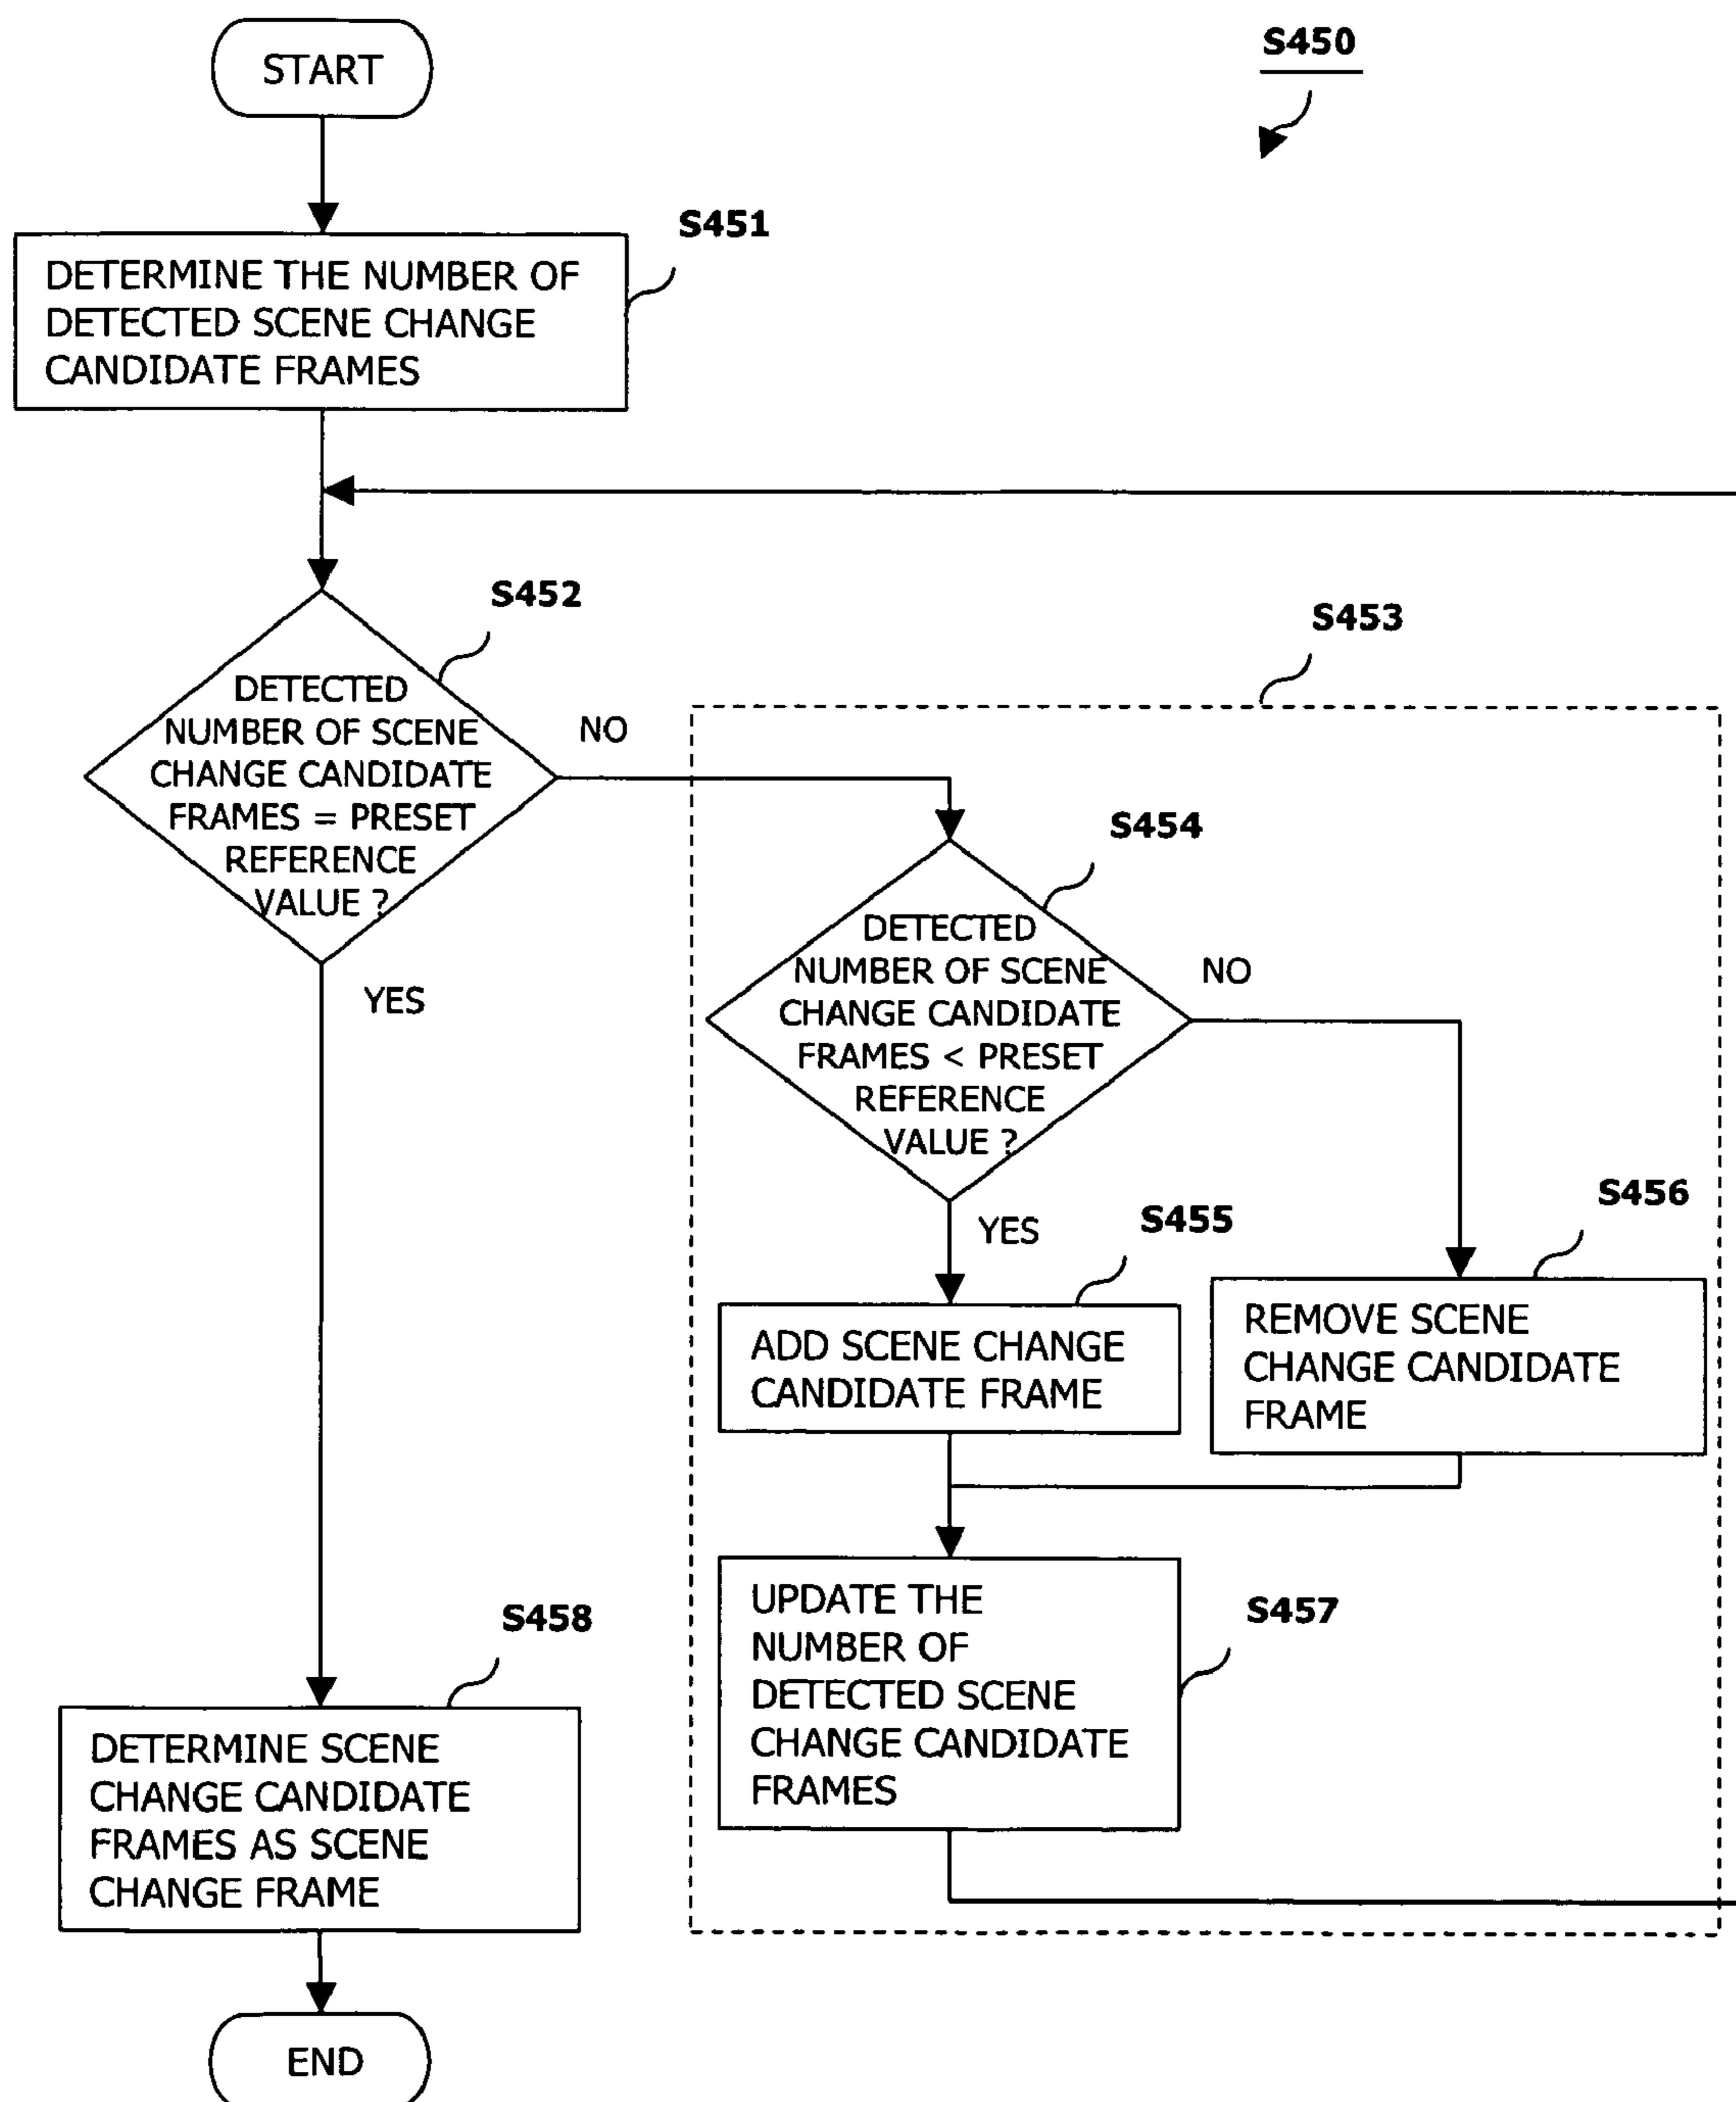 START
S450
S451
DETERMINE THE NUMBER OF
DETECTED SCENE CHANGE
CANDIDATE FRAMES
S452
DETECTED
NUMBER OF SCENE
CHANGE CANDIDATE
FRAMES = PRESET
REFERENCE
VALUE ?
NO
YES
S453
S454
DETECTED
NUMBER OF SCENE
CHANGE CANDIDATE
FRAMES < PRESET
REFERENCE
VALUE ?
NO
YES
S455
ADD SCENE CHANGE
CANDIDATE FRAME
S456
REMOVE SCENE
CHANGE CANDIDATE
FRAME
S457
UPDATE THE
NUMBER OF
DETECTED SCENE
CHANGE CANDIDATE
FRAMES
S458
DETERMINE SCENE
CHANGE CANDIDATE
FRAMES AS SCENE
CHANGE FRAME
END